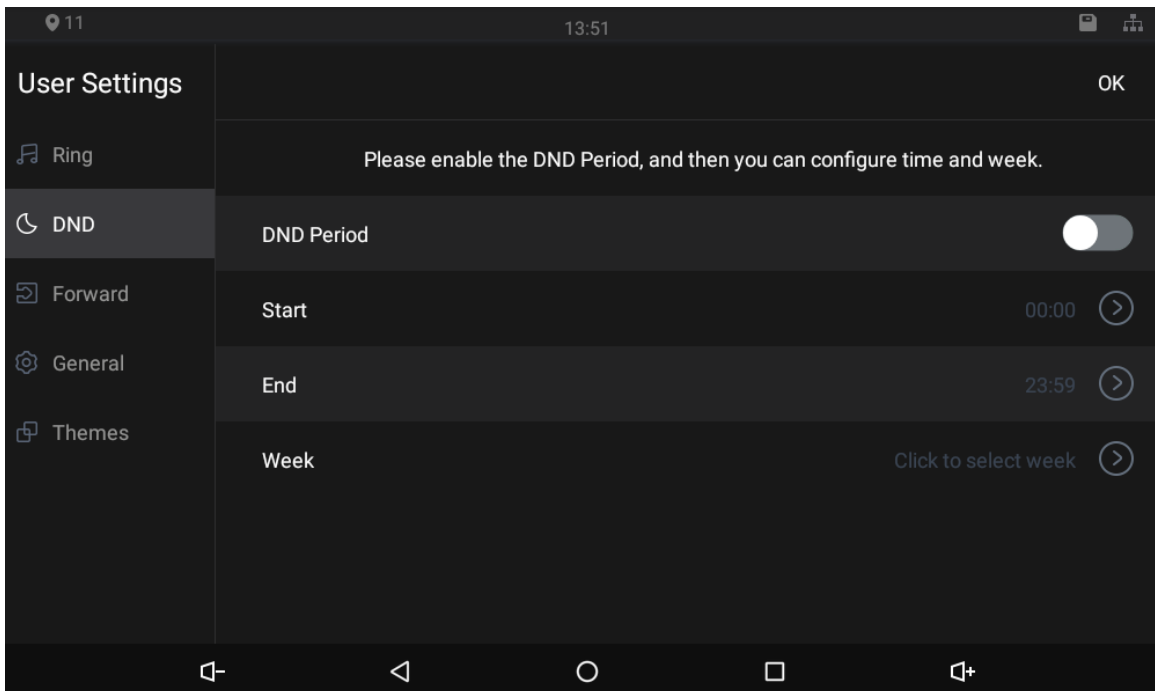 11
13:51
User Settings
OK
Ring
Please enable the DND Period, and then you can configure time and week.
DND
DND Period
Forward
Start 00:00
General
End 23:59
Themes
Week Click to select week